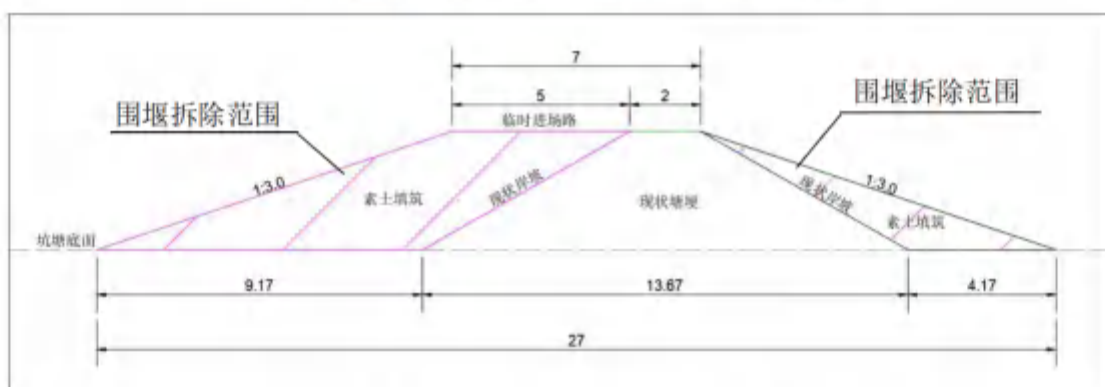 7
5
2
围堰拆除范围
围堰拆除范围
临时进场路
1:3.0
1:3.0
素土填筑
现状岸坡
现状塘埂
现状岸坡
素土填筑
坑塘底面
9.17
13.67
4.17
27